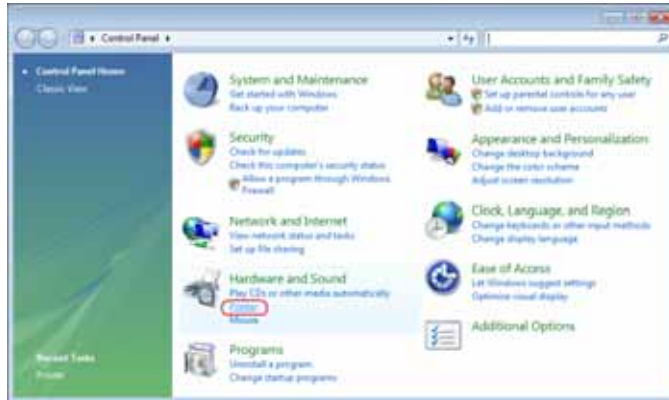 Control Panel
Control Panel Home
Classic View
System and Maintenance
Get started with Windows
Back up your computer
Security
Check for updates
Check this computer's security status
Allow a program through Windows
Firewall
Network and Internet
View network status and tasks
Set up file sharing
Hardware and Sound
Play CDs or other media automatically
Printer
Mouse
Programs
Uninstall a program
Change startup programs
User Accounts and Family Safety
Set up parental controls for any user
Add or remove user accounts
Appearance and Personalization
Change desktop background
Change the color scheme
Adjust screen resolution
Clock, Language, and Region
Change keyboards or other input methods
Change display language
Ease of Access
Let Windows suggest settings
Optimize visual display
Additional Options
Recent Tasks
Printer